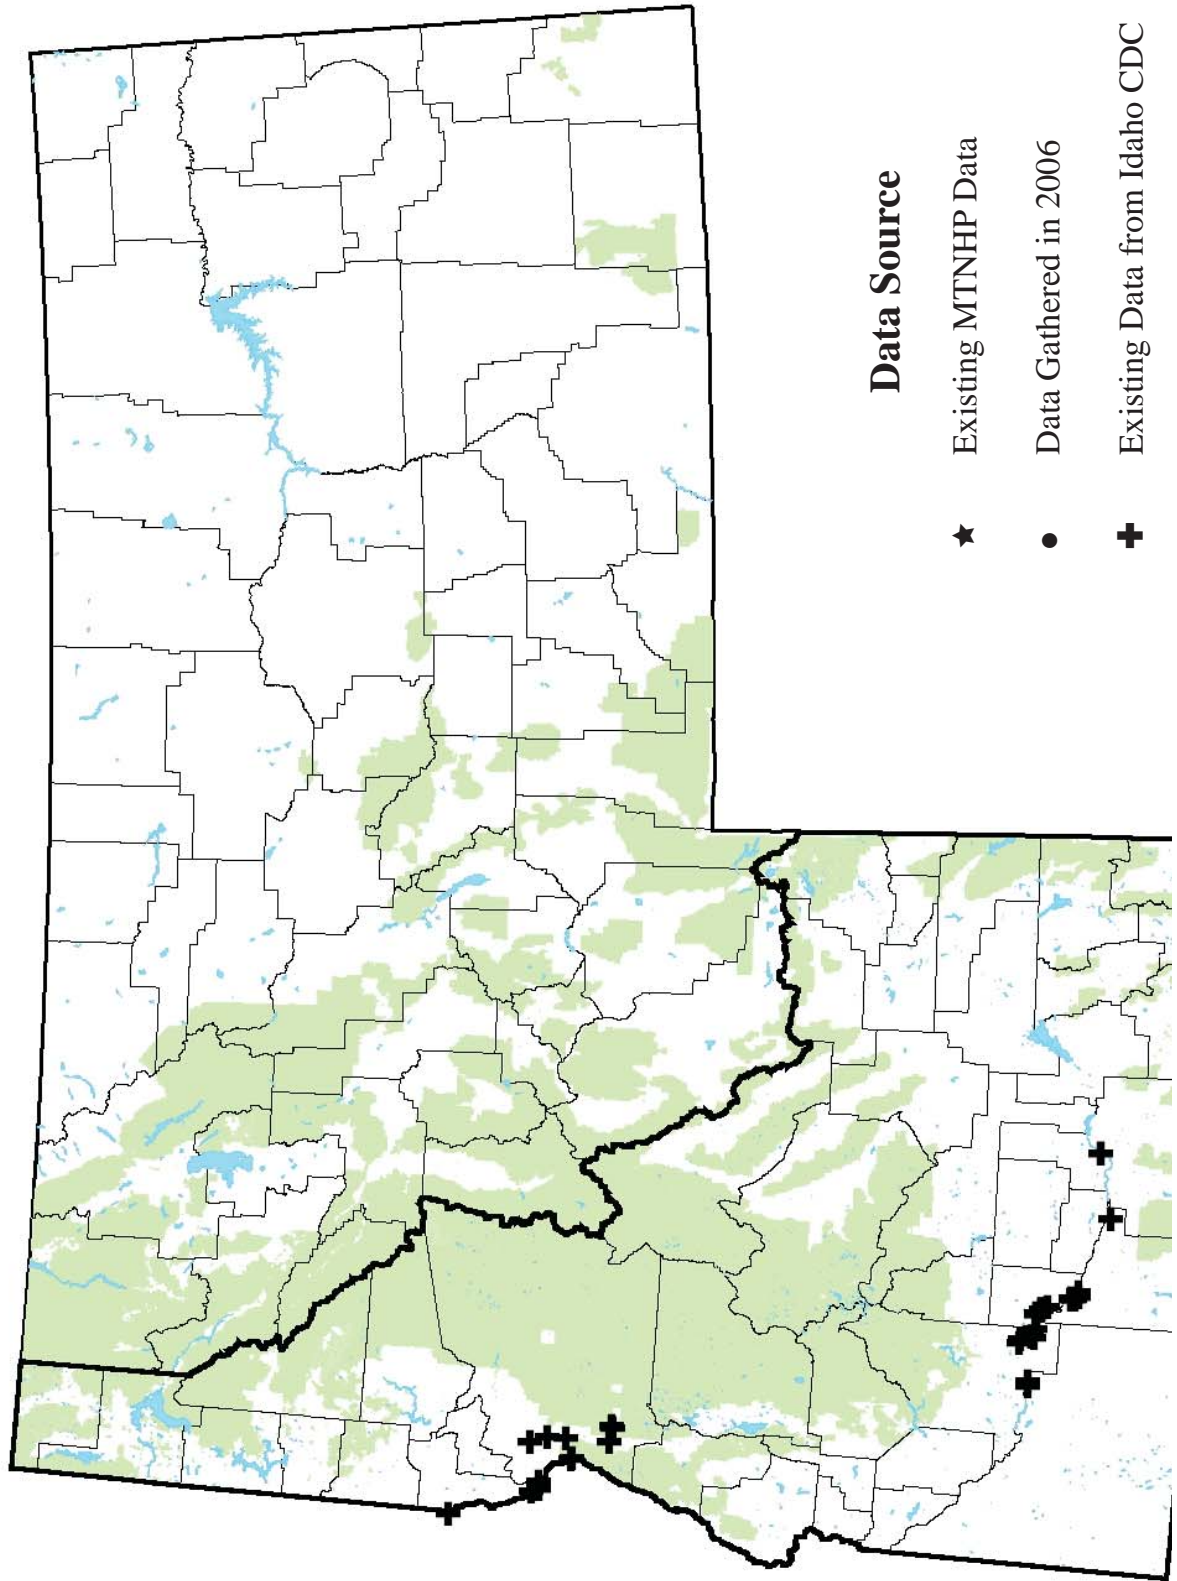 Data Source
Existing MTNHP Data
Data Gathered in 2006
Existing Data from Idaho CDC